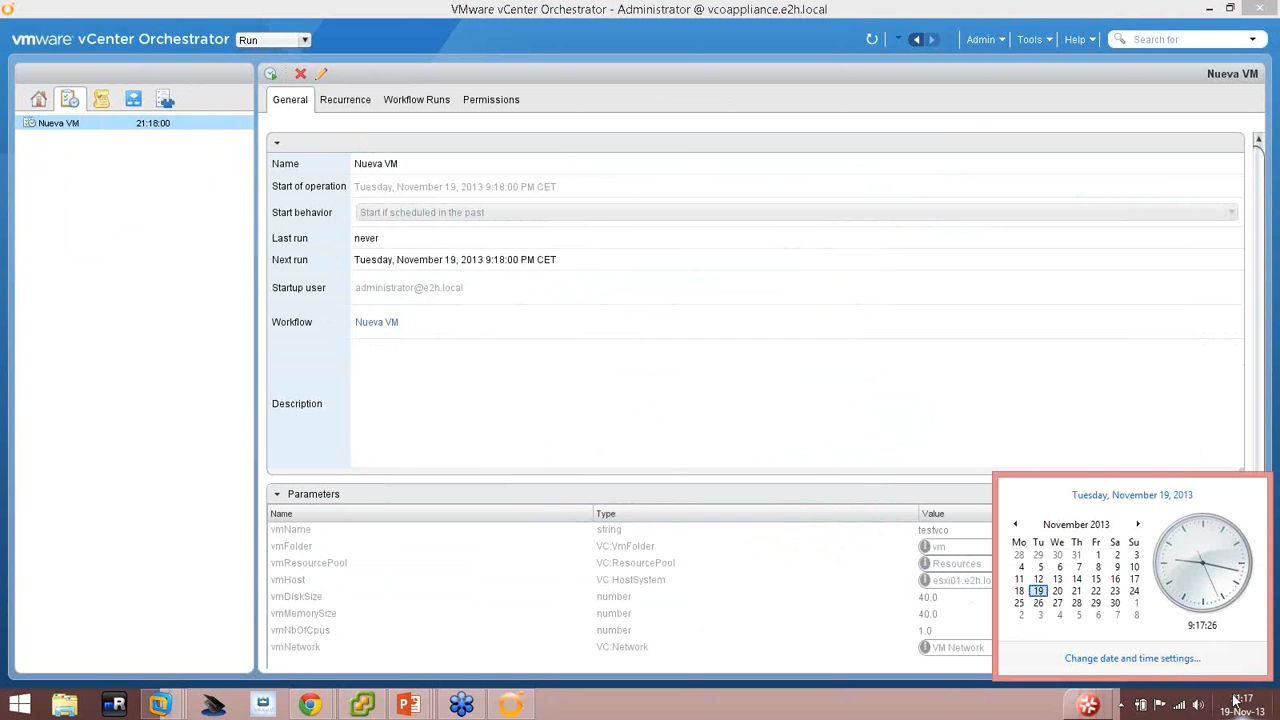 VMware vCenter Orchestrator - Administrator @ vcoappliance.e2h.local
vmware vCenter Orchestrator Run Admin Tools Help Search for
Nueva VM
General Recurrence Workflow Runs Permissions
Nueva VM 21:18:00
Name Nueva VM
Start of operation Tuesday, November 19, 2013 9:18:00 PM CET
Start behavior Start if scheduled in the past
Last run never
Next run Tuesday, November 19, 2013 9:18:00 PM CET
Startup user administrator@e2h.local
Workflow Nueva VM
Description
Parameters
Name Type Value
vmName string testvco
vmFolder VC:VmFolder vm
vmResourcePool VC:ResourcePool Resources
vmHost VC:HostSystem esxi01.e2h.lo
vmDiskSize number 40.0
vmMemorySize number 40.0
vmNbOfCpus number 1.0
vmNetwork VC:Network VM Network
Tuesday, November 19, 2013
November 2013
Mo Tu We Th Fr Sa Su
28 29 30 31 1 2 3
4 5 6 7 8 9 10
11 12 13 14 15 16 17
18 19 20 21 22 23 24
25 26 27 28 29 30 1
2 3 4 5 6 7 8
9:17:26
Change date and time settings...
mR
19-Nov-13